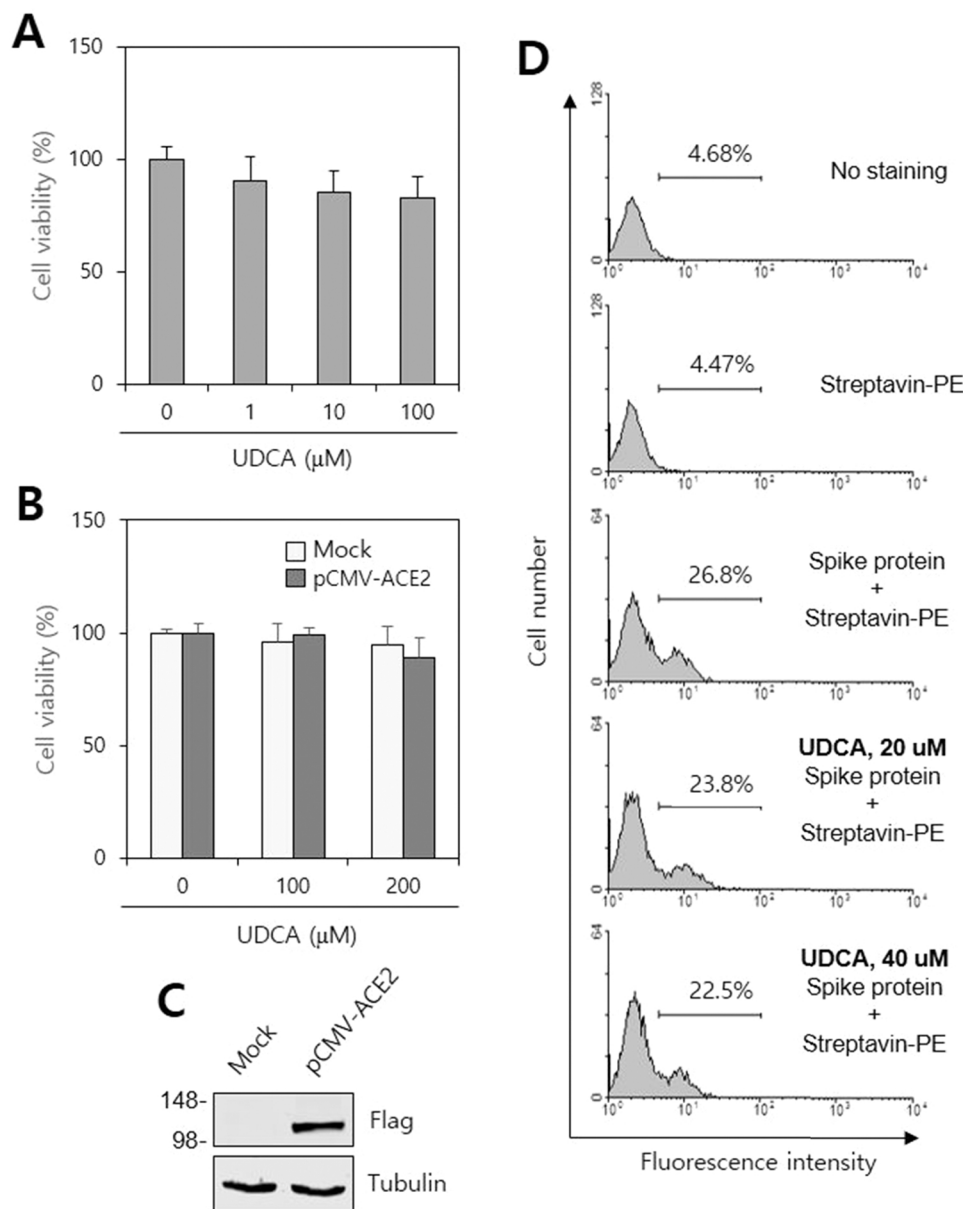 A
150
100
50
0
Cell viability (%)
0 1 10 100
UDCA (μM)
B
150
100
50
0
Cell viability (%)
Mock
pCMV-ACE2
0 100 200
UDCA (μM)
C
Mock
pCMV-ACE2
148-
98-
Flag
Tubulin
D
Cell number
128
0
4.68%
No staining
10⁰ 10¹ 10² 10³ 10⁴
128
0
4.47%
Streptavin-PE
10⁰ 10¹ 10² 10³ 10⁴
64
0
26.8%
Spike protein
+
Streptavin-PE
10⁰ 10¹ 10² 10³ 10⁴
64
0
23.8%
UDCA, 20 uM
Spike protein
+
Streptavin-PE
10⁰ 10¹ 10² 10³ 10⁴
64
0
22.5%
UDCA, 40 uM
Spike protein
+
Streptavin-PE
10⁰ 10¹ 10² 10³ 10⁴
Fluorescence intensity